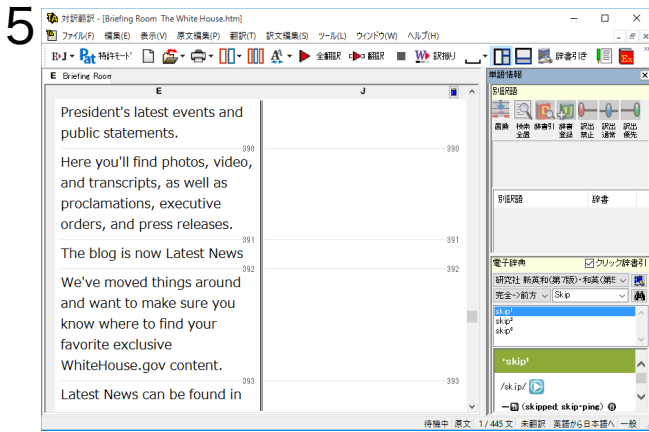 5
対訳翻訳 - [Briefing Room The White House.htm]
ファイル(F) 編集(E) 表示(V) 原文編集(P) 翻訳(T) 訳文編集(S) ツール(L) ウィンドウ(W) ヘルプ(H)
E›J Pat 特許モード 全翻訳 翻訳 訳振り 辞書引き Ex
E Briefing Room
単語情報
E J
別訳語
President's latest events and
public statements.
390 390
置換 検索全置 辞書引 辞書登録 訳出禁止 訳出通常 訳出優先
Here you'll find photos, video,
and transcripts, as well as
proclamations, executive
orders, and press releases.
391 391
別訳語 辞書
The blog is now Latest News
392 392
電子辞典 クリック辞書引
We've moved things around
and want to make sure you
know where to find your
favorite exclusive
WhiteHouse.gov content.
393 393
研究社 新英和(第7版)・和英(第5
完全->前方 Skip
skip¹
skip²
*skip¹
/skíp/
Latest News can be found in
(skipped; skip·ping)
待機中 原文 1/ 445 文 未翻訳 英語から日本語へ 一般